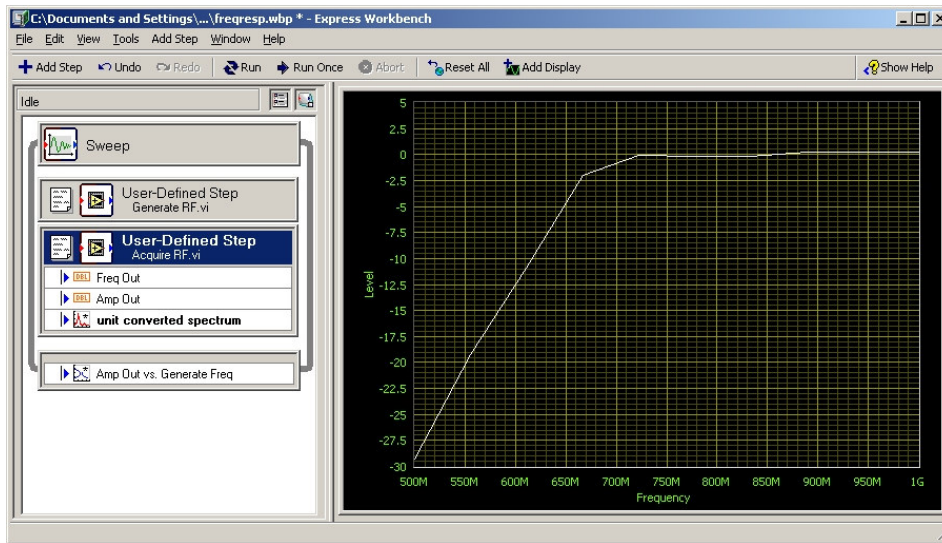 C:\Documents and Settings\...\freqresp.wbp * - Express Workbench
File Edit View Tools Add Step Window Help
Add Step Undo Redo Run Run Once Abort Reset All Add Display Show Help
Idle
Sweep
User-Defined Step
Generate RF.vi
User-Defined Step
Acquire RF.vi
DBL Freq Out
DBL Amp Out
unit converted spectrum
Amp Out vs. Generate Freq
5
2.5
0
-2.5
-5
-7.5
-10
-12.5
-15
-17.5
-20
-22.5
-25
-27.5
-30
Level
500M 550M 600M 650M 700M 750M 800M 850M 900M 950M 1G
Frequency